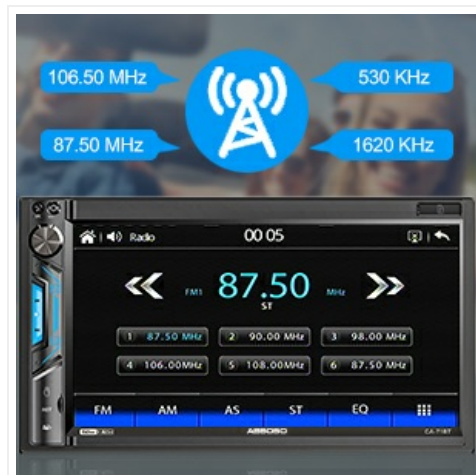 106.50 MHz
530 KHz
87.50 MHz
1620 KHz
Radio
00 05
FM1
87.50
MHz
ST
1 87.50 MHz
2 90.00 MHz
3 98.00 MHz
4 106.00MHz
5 108.00MHz
6 87.50 MHz
FM
AM
AS
ST
EQ